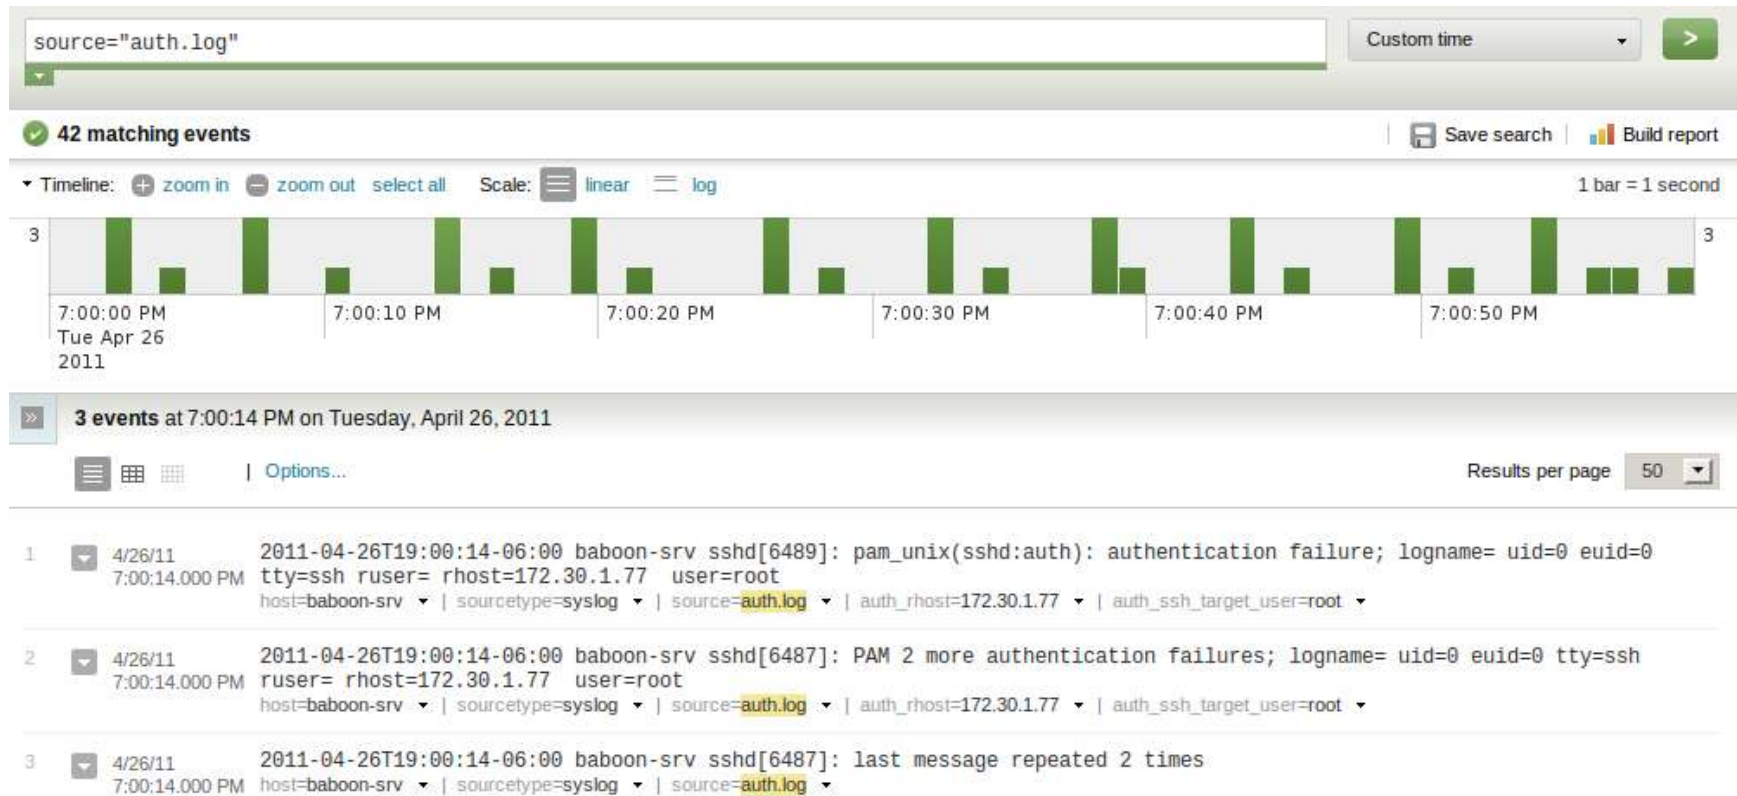 source="auth.log"
Custom time
>
42 matching events
Save search
Build report
Timeline: zoom in zoom out select all Scale: linear log
1 bar = 1 second
3
3
7:00:00 PM 7:00:10 PM 7:00:20 PM 7:00:30 PM 7:00:40 PM 7:00:50 PM
Tue Apr 26
2011
» 3 events at 7:00:14 PM on Tuesday, April 26, 2011
| Options...
Results per page 50
1 4/26/11 2011-04-26T19:00:14-06:00 baboon-srv sshd[6489]: pam_unix(sshd:auth): authentication failure; logname= uid=0 euid=0
7:00:14.000 PM tty=ssh ruser= rhost=172.30.1.77 user=root
host=baboon-srv | sourcetype=syslog | source=auth.log | auth_rhost=172.30.1.77 | auth_ssh_target_user=root
2 4/26/11 2011-04-26T19:00:14-06:00 baboon-srv sshd[6487]: PAM 2 more authentication failures; logname= uid=0 euid=0 tty=ssh
7:00:14.000 PM ruser= rhost=172.30.1.77 user=root
host=baboon-srv | sourcetype=syslog | source=auth.log | auth_rhost=172.30.1.77 | auth_ssh_target_user=root
3 4/26/11 2011-04-26T19:00:14-06:00 baboon-srv sshd[6487]: last message repeated 2 times
7:00:14.000 PM host=baboon-srv | sourcetype=syslog | source=auth.log